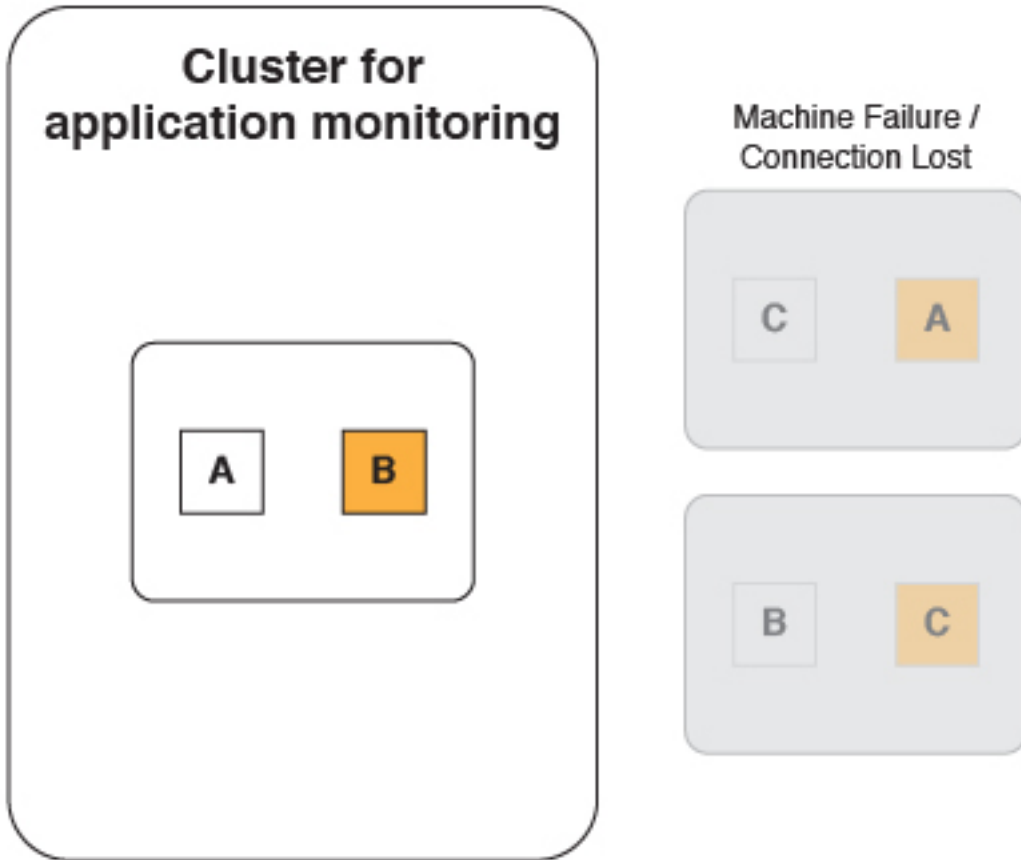 Cluster for
application monitoring
A B
Machine Failure /
Connection Lost
C A
B C